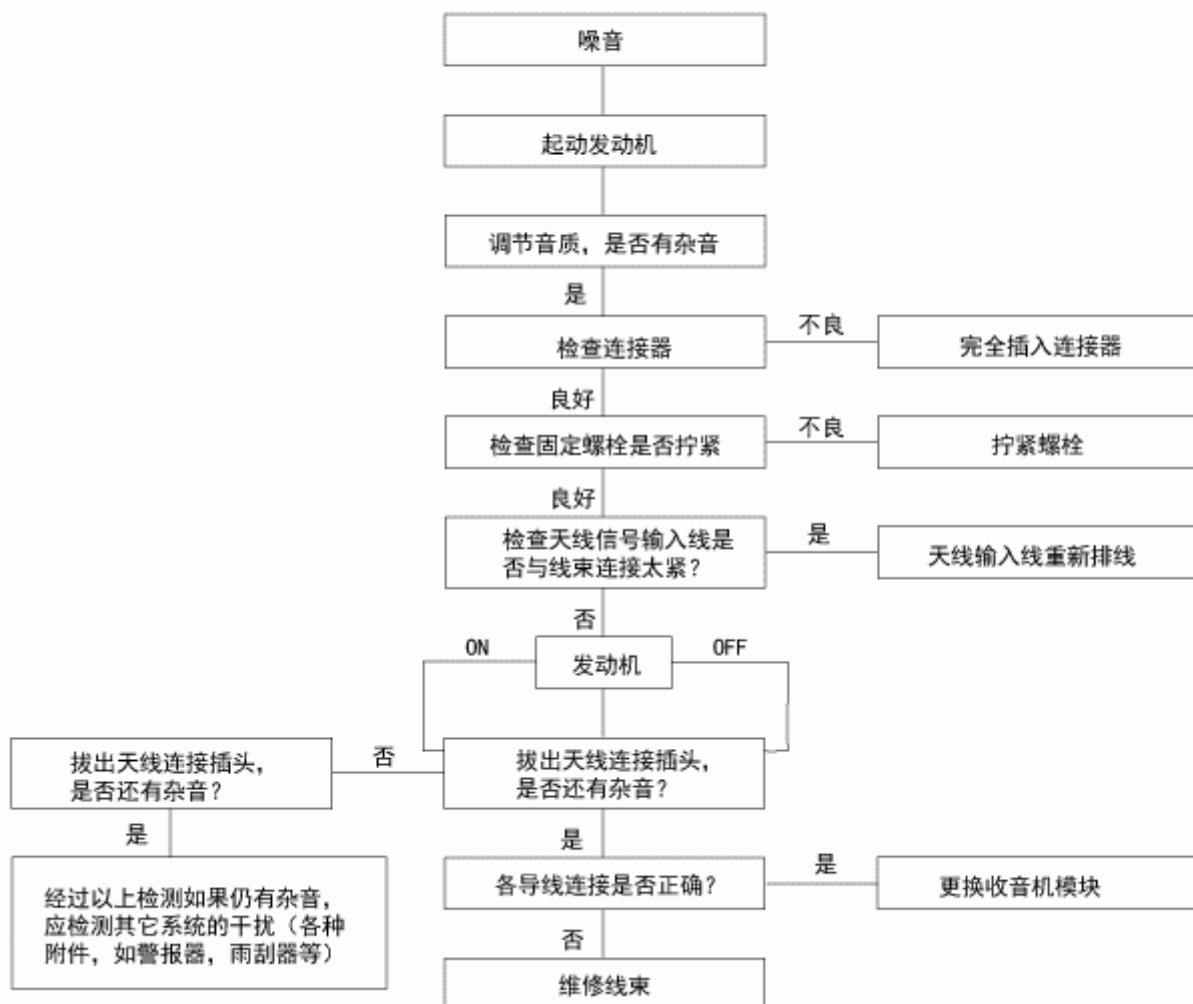 噪音
起动发动机
调节音质，是否有杂音
是
检查连接器
不良
完全插入连接器
良好
检查固定螺栓是否拧紧
不良
拧紧螺栓
良好
检查天线信号输入线是
否与线束连接太紧？
是
天线输入线重新排线
否
ON
发动机
OFF
拔出天线连接插头，
是否还有杂音？
否
拔出天线连接插头，
是否还有杂音？
是
是
经过以上检测如果仍有杂音，
应检测其它系统的干扰（各种
附件，如警报器，雨刮器等）
各导线连接是否正确？
是
更换收音机模块
否
维修线束